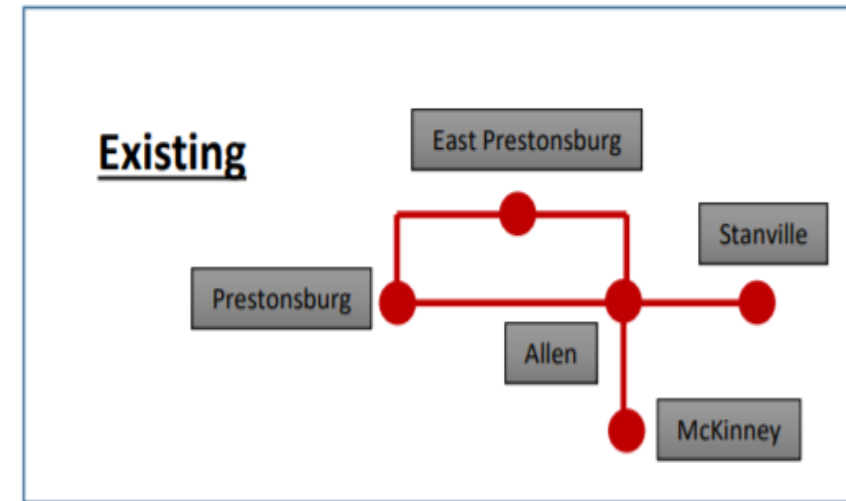 Existing
East Prestonsburg
Stanville
Prestonsburg
Allen
McKinney